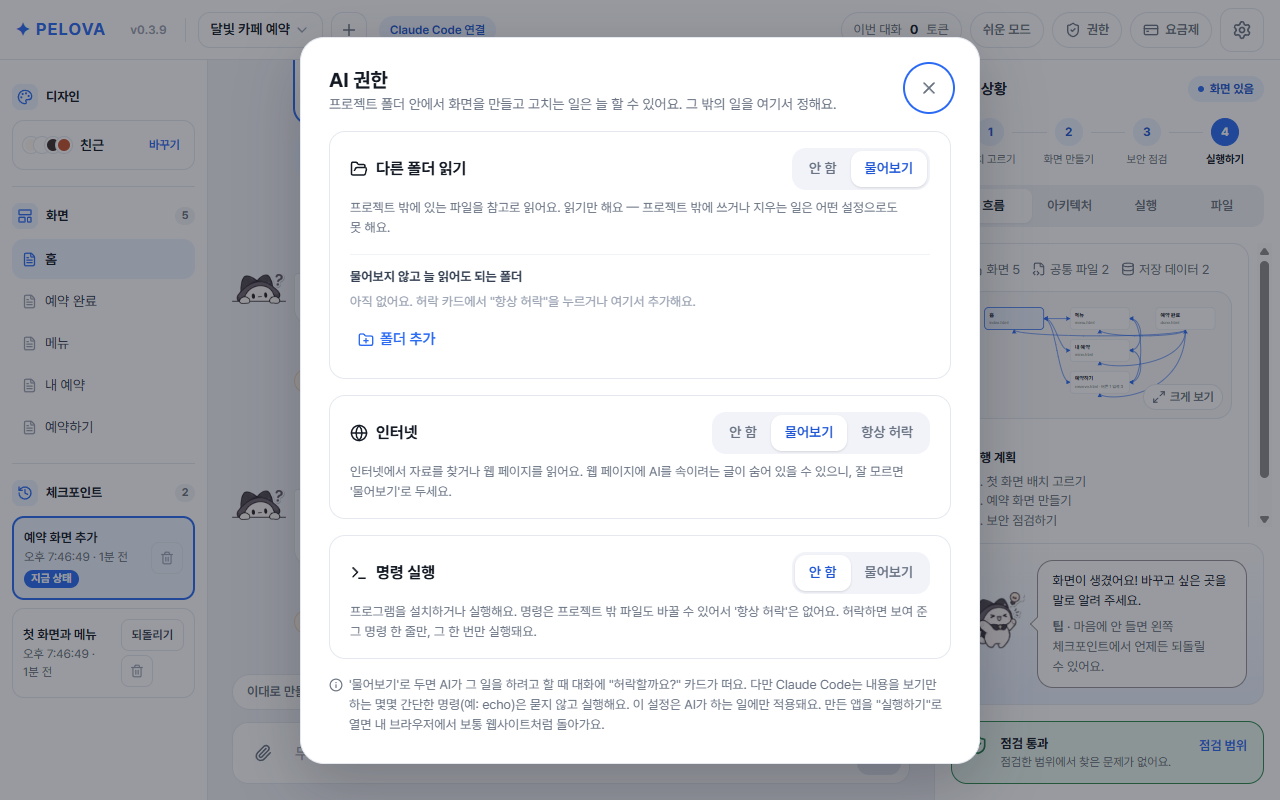 PELOVA
v0.3.9
달빛 카페 예약
Claude Code 연결
이번 대화 0 토큰
쉬운 모드
권한
요금제
디자인
친근
바꾸기
화면
5
홈
예약 완료
메뉴
내 예약
예약하기
체크포인트
2
예약 화면 추가
오후 7:46:49 · 1분 전
지금 상태
첫 화면과 메뉴
오후 7:46:49 ·
1분 전
되돌리기
이대로 만
AI 권한
프로젝트 폴더 안에서 화면을 만들고 고치는 일은 늘 할 수 있어요. 그 밖의 일을 여기서 정해요.
다른 폴더 읽기
안 함
물어보기
프로젝트 밖에 있는 파일을 참고로 읽어요. 읽기만 해요 — 프로젝트 밖에 쓰거나 지우는 일은 어떤 설정으로도
못 해요.
물어보지 않고 늘 읽어도 되는 폴더
아직 없어요. 허락 카드에서 "항상 허락"을 누르거나 여기서 추가해요.
폴더 추가
인터넷
안 함
물어보기
항상 허락
인터넷에서 자료를 찾거나 웹 페이지를 읽어요. 웹 페이지에 AI를 속이려는 글이 숨어 있을 수 있으니, 잘 모르면
'물어보기'로 두세요.
명령 실행
안 함
물어보기
프로그램을 설치하거나 실행해요. 명령은 프로젝트 밖 파일도 바꿀 수 있어서 '항상 허락'은 없어요. 허락하면 보여 준
그 명령 한 줄만, 그 한 번만 실행돼요.
'물어보기'로 두면 AI가 그 일을 하려고 할 때 대화에 "허락할까요?" 카드가 떠요. 다만 Claude Code는 내용을 보기만
하는 몇몇 간단한 명령(예: echo)은 묻지 않고 실행해요. 이 설정은 AI가 하는 일에만 적용돼요. 만든 앱을 "실행하기"로
열면 내 브라우저에서 보통 웹사이트처럼 돌아가요.
상황
화면 있음
1
2
3
4
고르기
화면 만들기
보안 점검
실행하기
흐름
아키텍처
실행
파일
화면 5
공통 파일 2
저장 데이터 2
홈
메뉴
예약 완료
내 예약
예약하기
크게 보기
행 계획
. 첫 화면 배치 고르기
. 예약 화면 만들기
. 보안 점검하기
화면이 생겼어요! 바꾸고 싶은 곳을
말로 알려 주세요.
팁 · 마음에 안 들면 왼쪽
체크포인트에서 언제든 되돌릴
수 있어요.
점검 통과
점검 범위
점검한 범위에서 찾은 문제가 없어요.